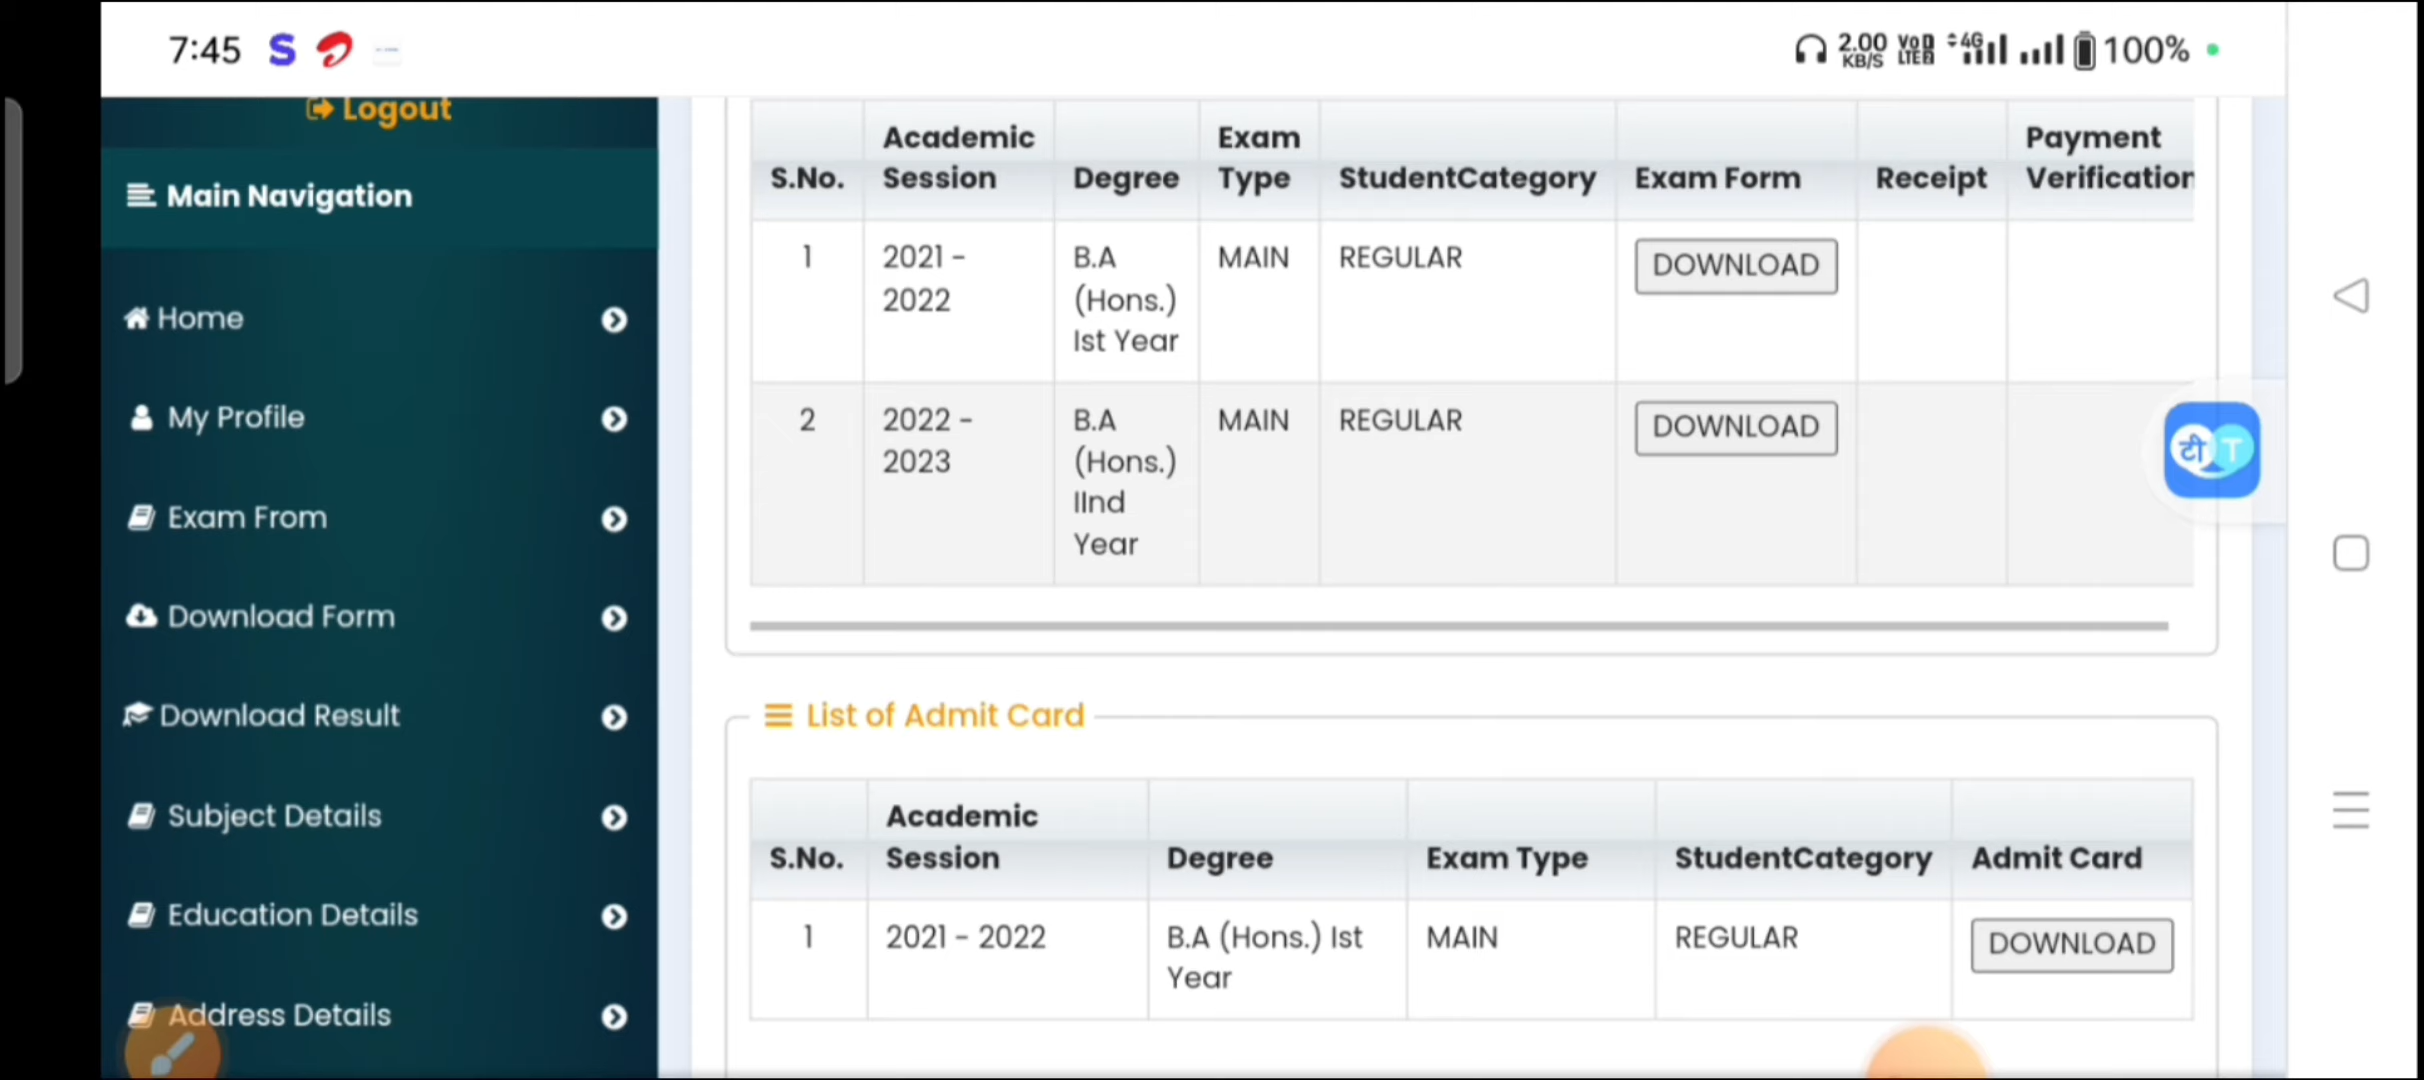 7:45 S 2.00 KB/S VoD LTE2 4G 100%
Logout
Main Navigation
Home
My Profile
Exam From
Download Form
Download Result
Subject Details
Education Details
Address Details
S.No. Academic Session Degree Exam Type StudentCategory Exam Form Receipt Payment Verification
1 2021 - 2022 B.A (Hons.) Ist Year MAIN REGULAR DOWNLOAD
2 2022 - 2023 B.A (Hons.) IInd Year MAIN REGULAR DOWNLOAD
टी T
List of Admit Card
S.No. Academic Session Degree Exam Type StudentCategory Admit Card
1 2021 - 2022 B.A (Hons.) Ist Year MAIN REGULAR DOWNLOAD